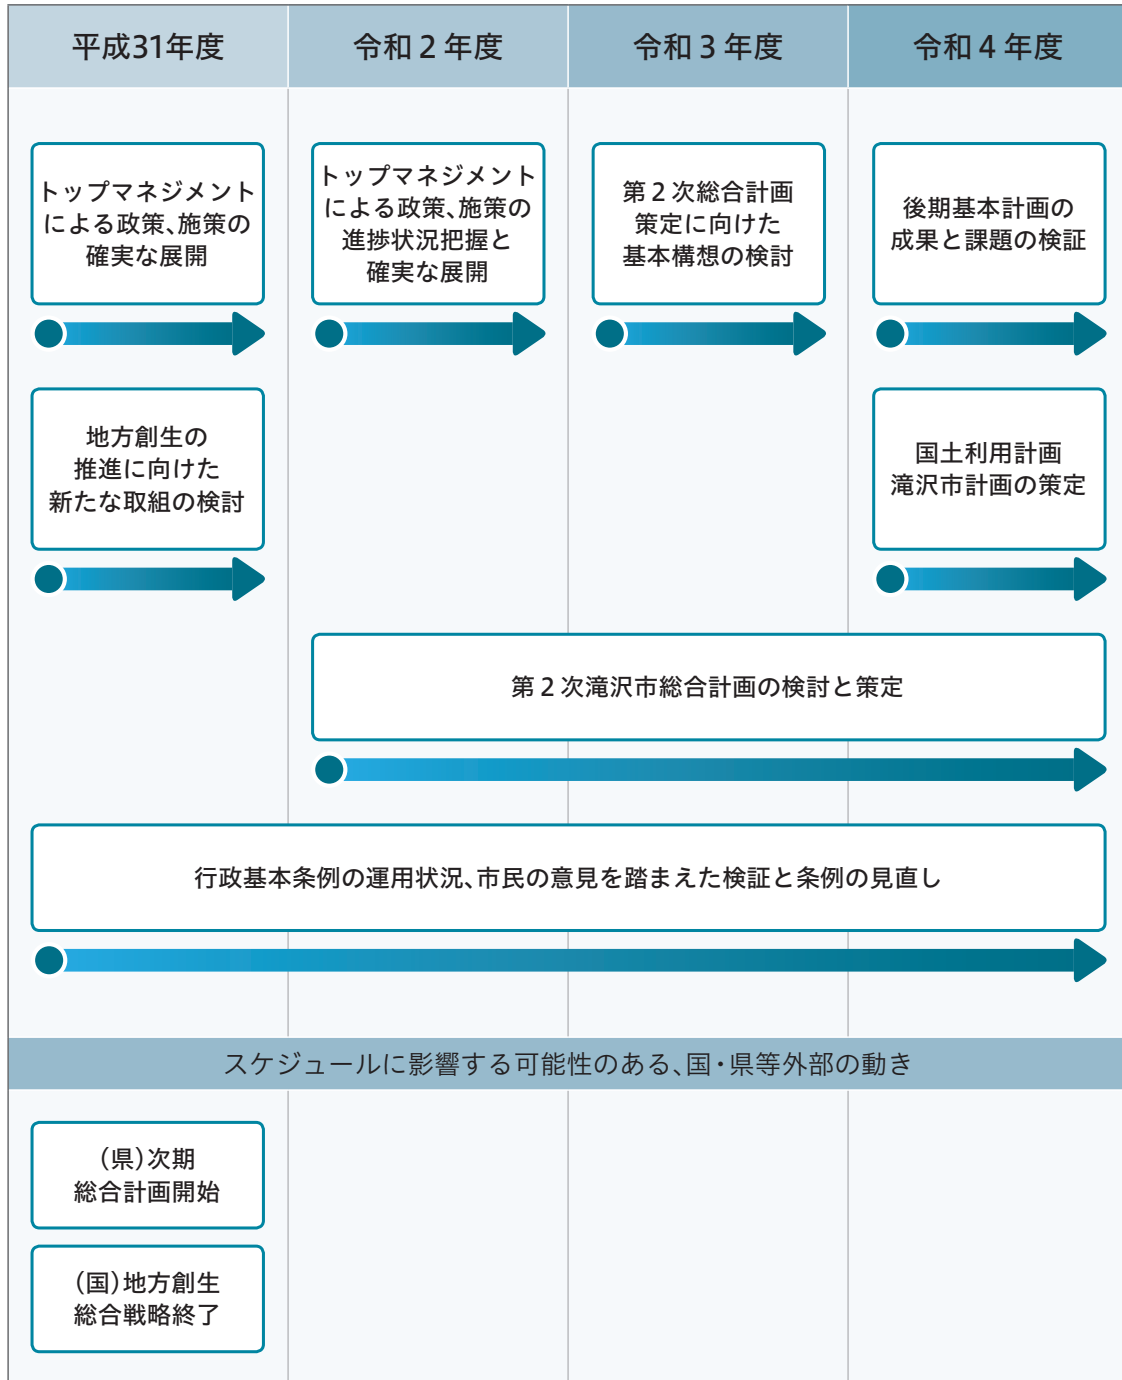 平成31年度
令和２年度
令和３年度
令和４年度
トップマネジメント
による政策、施策の
確実な展開
トップマネジメント
による政策、施策の
進捗状況把握と
確実な展開
第２次総合計画
策定に向けた
基本構想の検討
後期基本計画の
成果と課題の検証
地方創生の
推進に向けた
新たな取組の検討
国土利用計画
滝沢市計画の策定
第２次滝沢市総合計画の検討と策定
行政基本条例の運用状況、市民の意見を踏まえた検証と条例の見直し
スケジュールに影響する可能性のある、国・県等外部の動き
（県）次期
総合計画開始
（国）地方創生
総合戦略終了